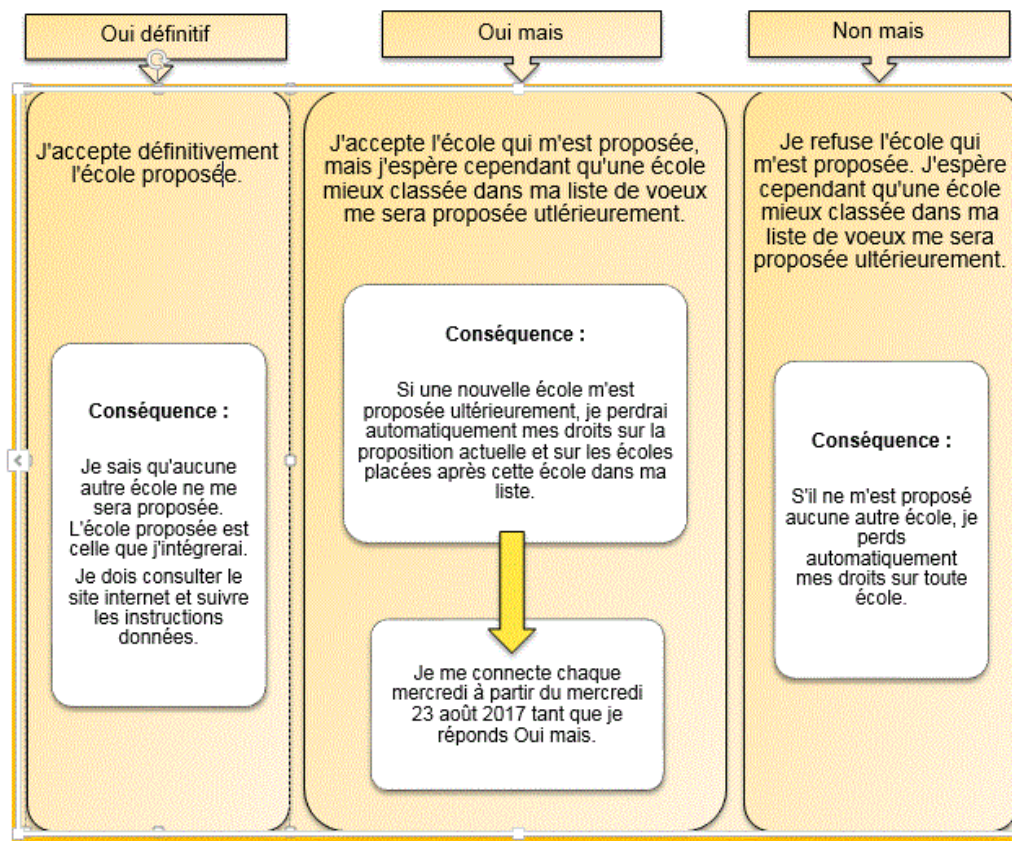 Oui définitif
J'accepte définitivement
l'école proposée.
Conséquence :
Je sais qu'aucune
autre école ne me
sera proposée.
L'école proposée est
celle que j'intégrerai.
Je dois consulter le
site internet et suivre
les instructions
données.
Oui mais
J'accepte l'école qui m'est proposée,
mais j'espère cependant qu'une école
mieux classée dans ma liste de voeux
me sera proposée utlérieurement.
Conséquence :
Si une nouvelle école m'est
proposée ultérieurement, je perdrai
automatiquement mes droits sur la
proposition actuelle et sur les écoles
placées après cette école dans ma
liste.
Je me connecte chaque
mercredi à partir du mercredi
23 août 2017 tant que je
réponds Oui mais.
Non mais
Je refuse l'école qui
m'est proposée. J'espère
cependant qu'une école
mieux classée dans ma
liste de voeux me sera
proposée ultérieurement.
Conséquence :
S'il ne m'est proposé
aucune autre école, je
perds
automatiquement
mes droits sur toute
école.